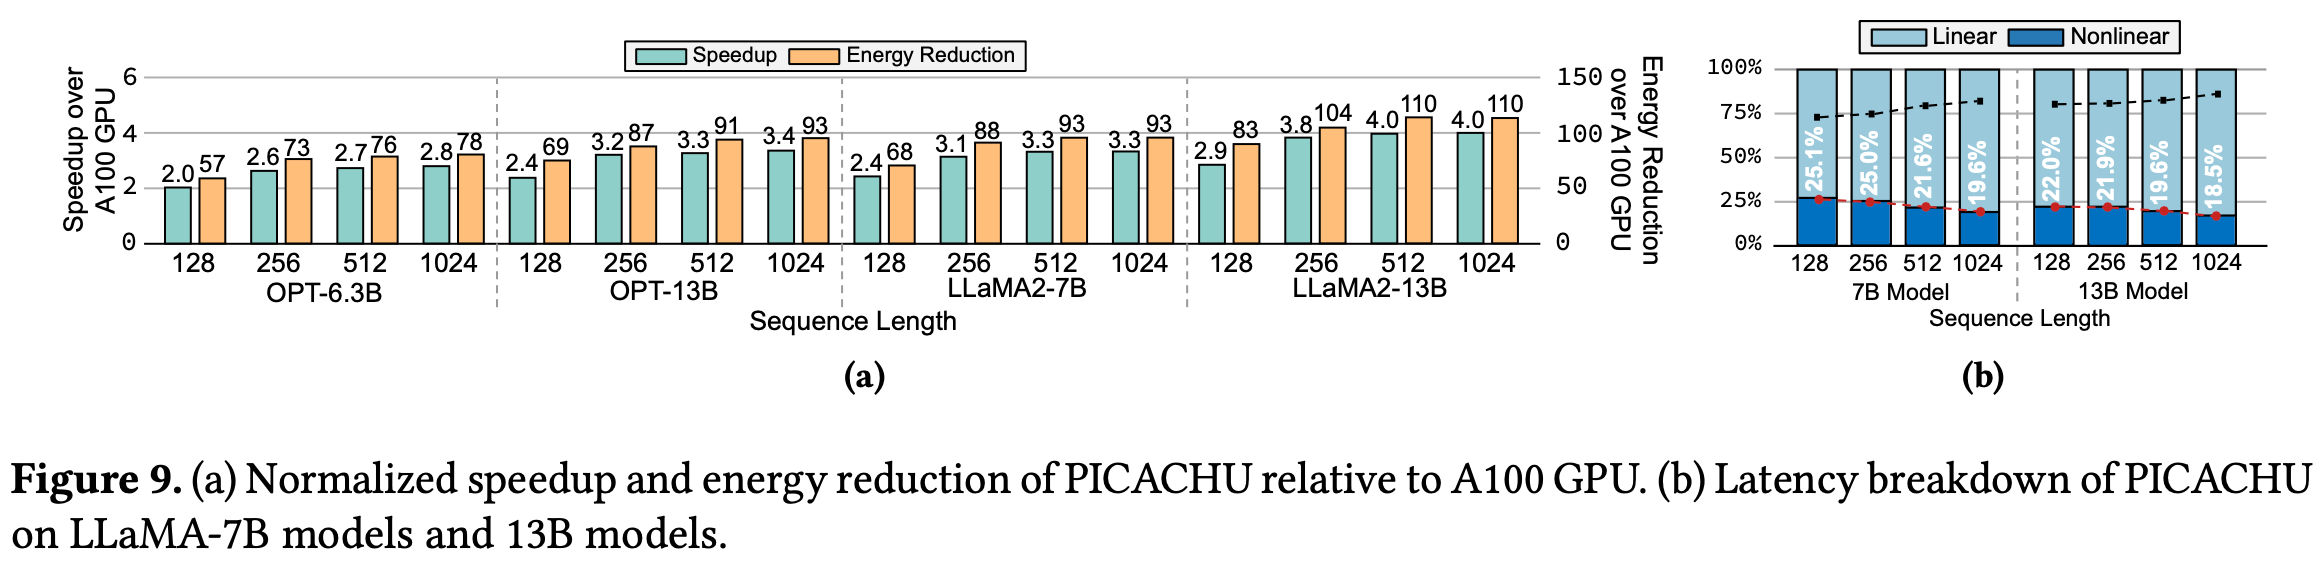 Speedup Energy Reduction
Speedup over
A100 GPU
6
4
2
0
2.0 57 2.6 73 2.7 76 2.8 78
2.4 69 3.2 87 3.3 91 3.4 93
2.4 68 3.1 88 3.3 93 3.3 93
2.9 83 3.8 104 4.0 110 4.0 110
150
100
50
0
Energy Reduction
over A100 GPU
128 256 512 1024 128 256 512 1024 128 256 512 1024 128 256 512 1024
OPT-6.3B OPT-13B LLaMA2-7B LLaMA2-13B
Sequence Length
(a)
Linear Nonlinear
100%
75%
50%
25%
0%
25.1% 25.0% 21.6% 19.6% 22.0% 21.9% 19.6% 18.5%
128 256 512 1024 128 256 512 1024
7B Model 13B Model
Sequence Length
(b)
Figure 9. (a) Normalized speedup and energy reduction of PICACHU relative to A100 GPU. (b) Latency breakdown of PICACHU
on LLaMA-7B models and 13B models.